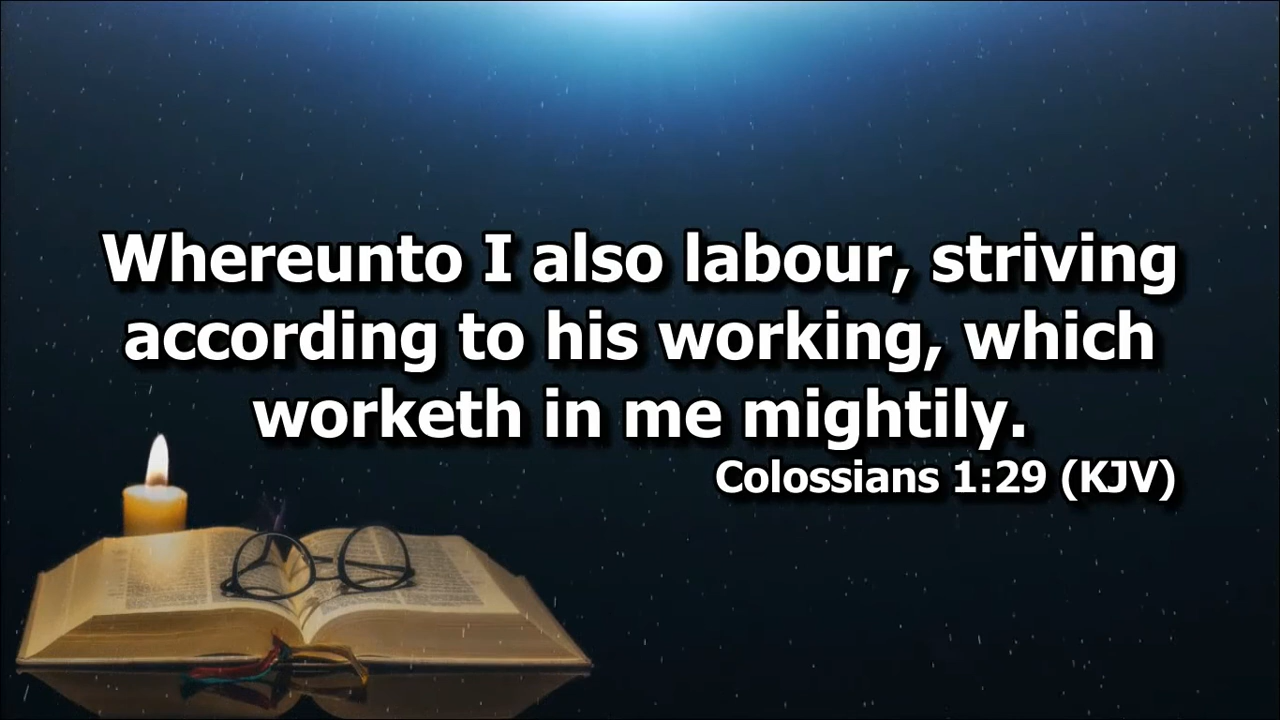 Whereunto I also labour, striving
according to his working, which
worketh in me mightily.
Colossians 1:29 (KJV)